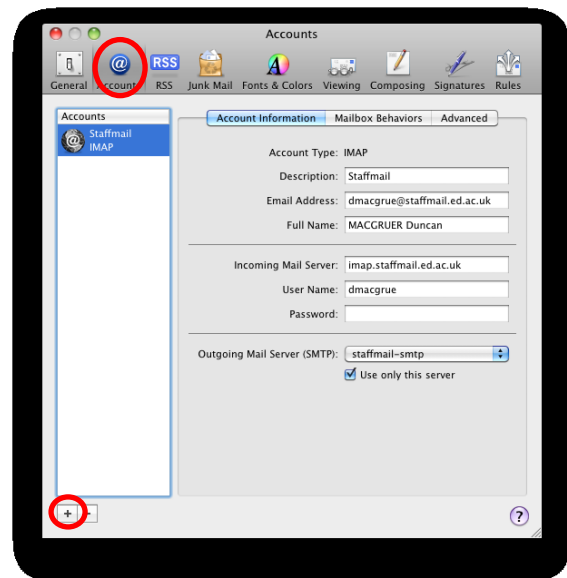 Accounts
General Accounts RSS Junk Mail Fonts & Colors Viewing Composing Signatures Rules
RSS
Accounts
Staffmail
IMAP
Account Information Mailbox Behaviors Advanced
Account Type: IMAP
Description: Staffmail
Email Address: dmacgrue@staffmail.ed.ac.uk
Full Name: MACGRUER Duncan
Incoming Mail Server: imap.staffmail.ed.ac.uk
User Name: dmacgrue
Password:
Outgoing Mail Server (SMTP): staffmail-smtp
Use only this server
+ -
?